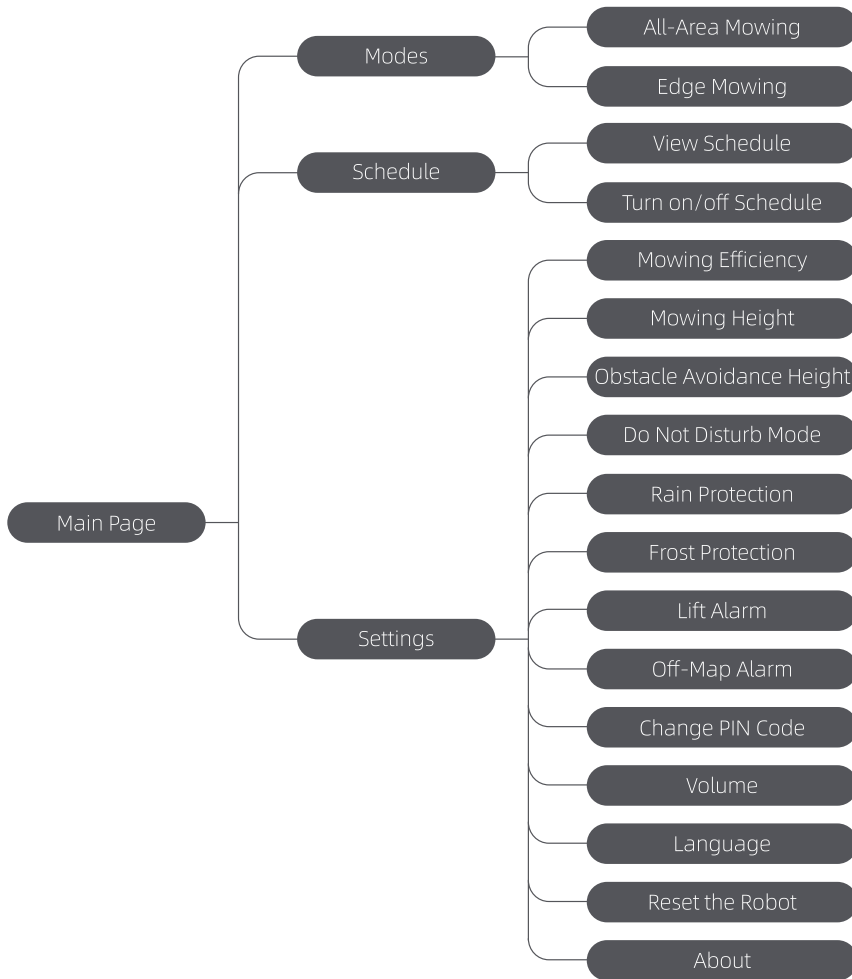 Main Page
Modes
All-Area Mowing
Edge Mowing
Schedule
View Schedule
Turn on/off Schedule
Settings
Mowing Efficiency
Mowing Height
Obstacle Avoidance Height
Do Not Disturb Mode
Rain Protection
Frost Protection
Lift Alarm
Off-Map Alarm
Change PIN Code
Volume
Language
Reset the Robot
About